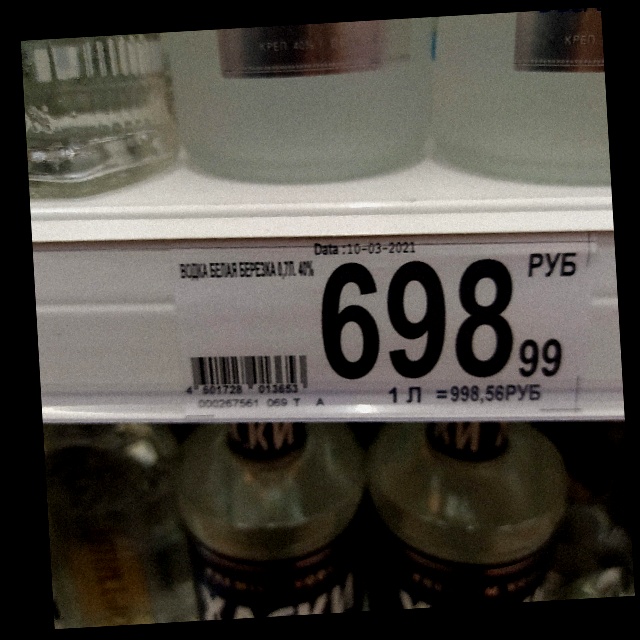 КРЕП 40%
КРЕП
Data :10-03-2021
ВОДКА БЕЛАЯ БЕРЕЗКА 0,7Л 40%
РУБ
698
99
4 601728 013653
1 Л =998,56РУБ
000267561 069 Т А